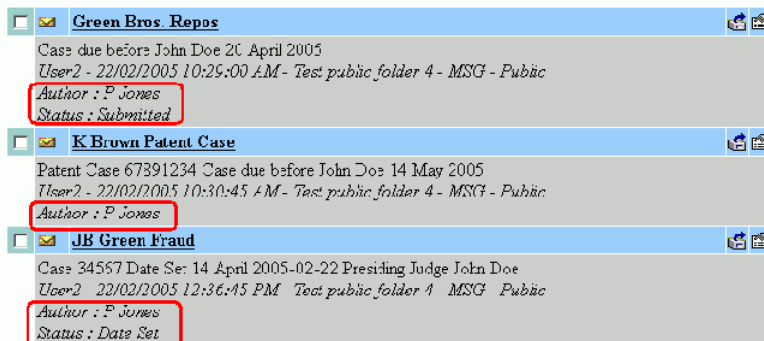 Green Bros. Repos
Case due before John Doe 20 April 2005
User2 - 22/02/2005 10:29:00 AM - Test public folder 4 - MSG - Public
Author : P Jones
Status : Submitted
K Brown Patent Case
Patent Case 67891234 Case due before John Doe 14 May 2005
User2 - 22/02/2005 10:30:45 AM - Test public folder 4 - MSG - Public
Author : P Jones
JB Green Fraud
Case 34567 Date Set 14 April 2005-02-22 Presiding Judge John Doe
User2 - 22/02/2005 12:36:45 PM - Test public folder 4 - MSG - Public
Author : P Jones
Status : Date Set